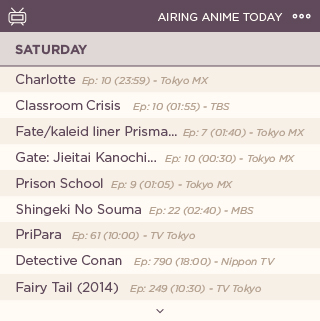 AIRING ANIME TODAY
SATURDAY
Charlotte Ep: 10 (23:59) - Tokyo MX
Classroom Crisis Ep: 10 (01:55) - TBS
Fate/kaleid liner Prisma... Ep: 7 (01:40) - Tokyo MX
Gate: Jieitai Kanochi... Ep: 10 (00:30) - Tokyo MX
Prison School Ep: 9 (01:05) - Tokyo MX
Shingeki No Souma Ep: 22 (02:40) - MBS
PriPara Ep: 61 (10:00) - TV Tokyo
Detective Conan Ep: 790 (18:00) - Nippon TV
Fairy Tail (2014) Ep: 249 (10:30) - TV Tokyo